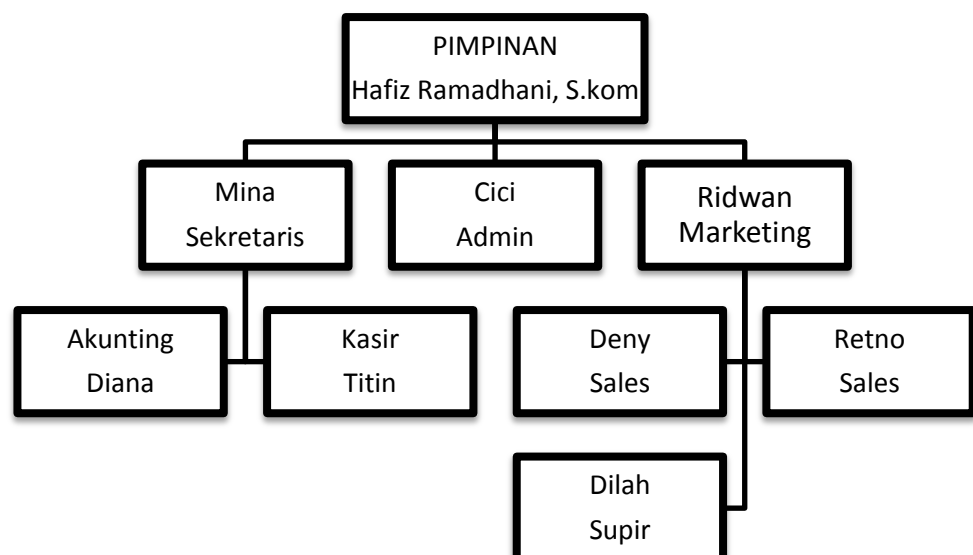 PIMPINAN
Hafiz Ramadhani, S.kom
Mina
Sekretaris
Cici
Admin
Ridwan
Marketing
Akunting
Diana
Kasir
Titin
Deny
Sales
Retno
Sales
Dilah
Supir